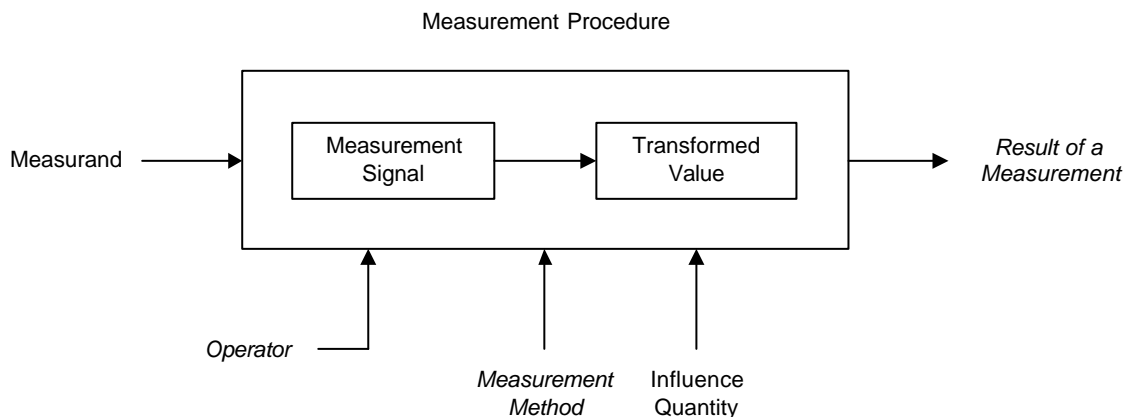 Measurement Procedure
Measurand
Measurement
Signal
Transformed
Value
Result of a
Measurement
Operator
Measurement
Method
Influence
Quantity